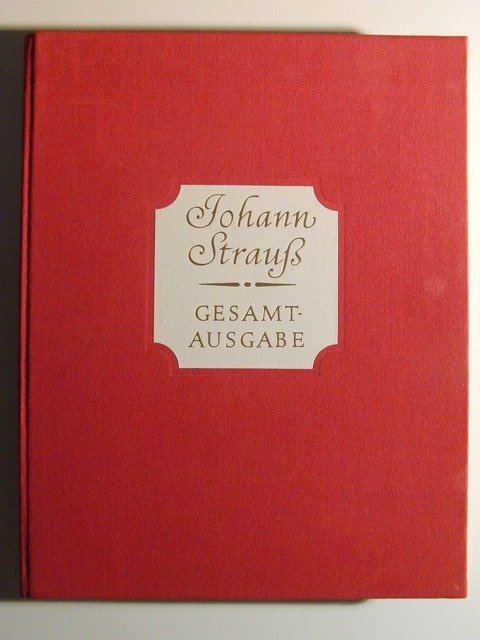 Johann
Strauß
GESAMT-
AUSGABE